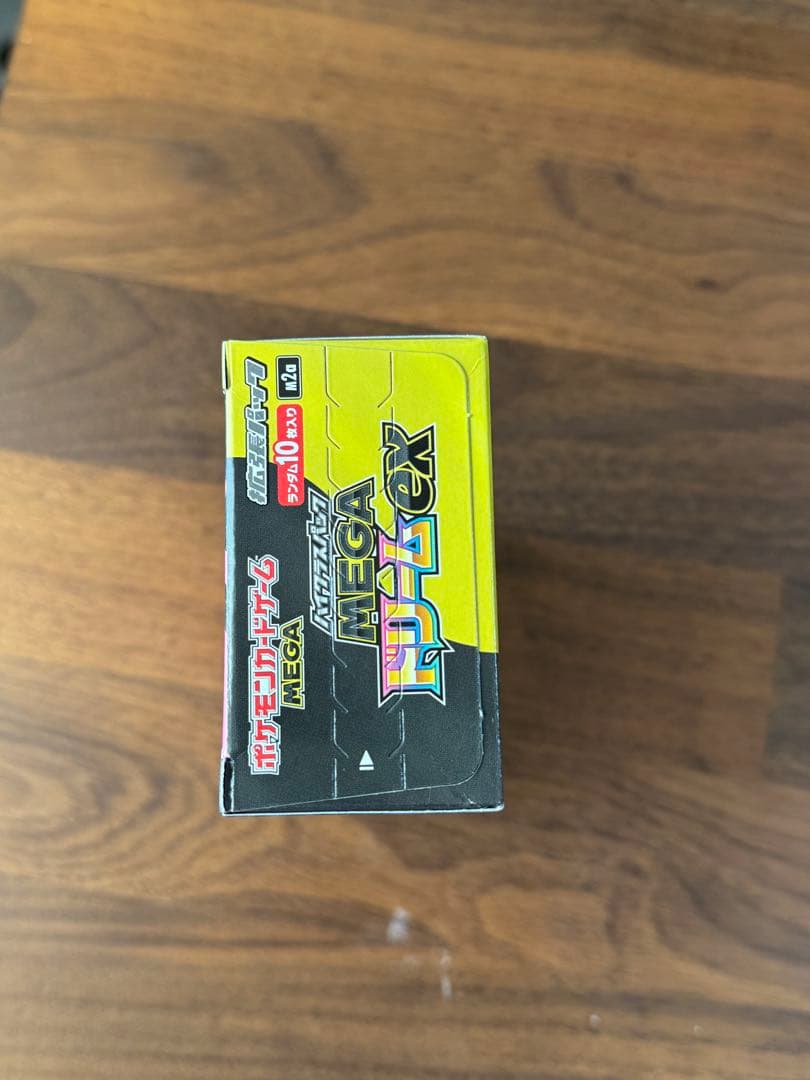 ポケモンカードゲーム
MEGA
拡張パック
ランダム10枚入り
M2a
ハイクラスパック
MEGA
ドリームex